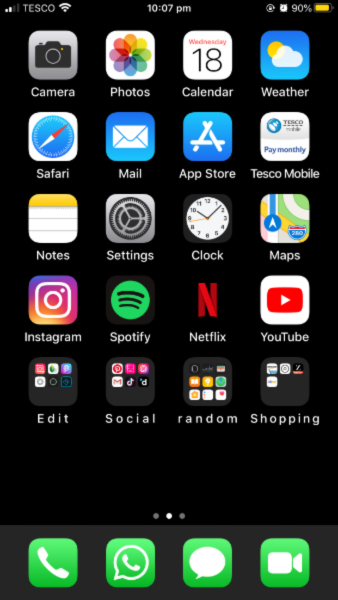 TESCO 10:07 pm 90%
Wednesday
18
Camera Photos Calendar Weather
TESCO
mobile
Pay monthly
Safari Mail App Store Tesco Mobile
280
Notes Settings Clock Maps
Instagram Spotify Netflix YouTube
Edit Social random Shopping